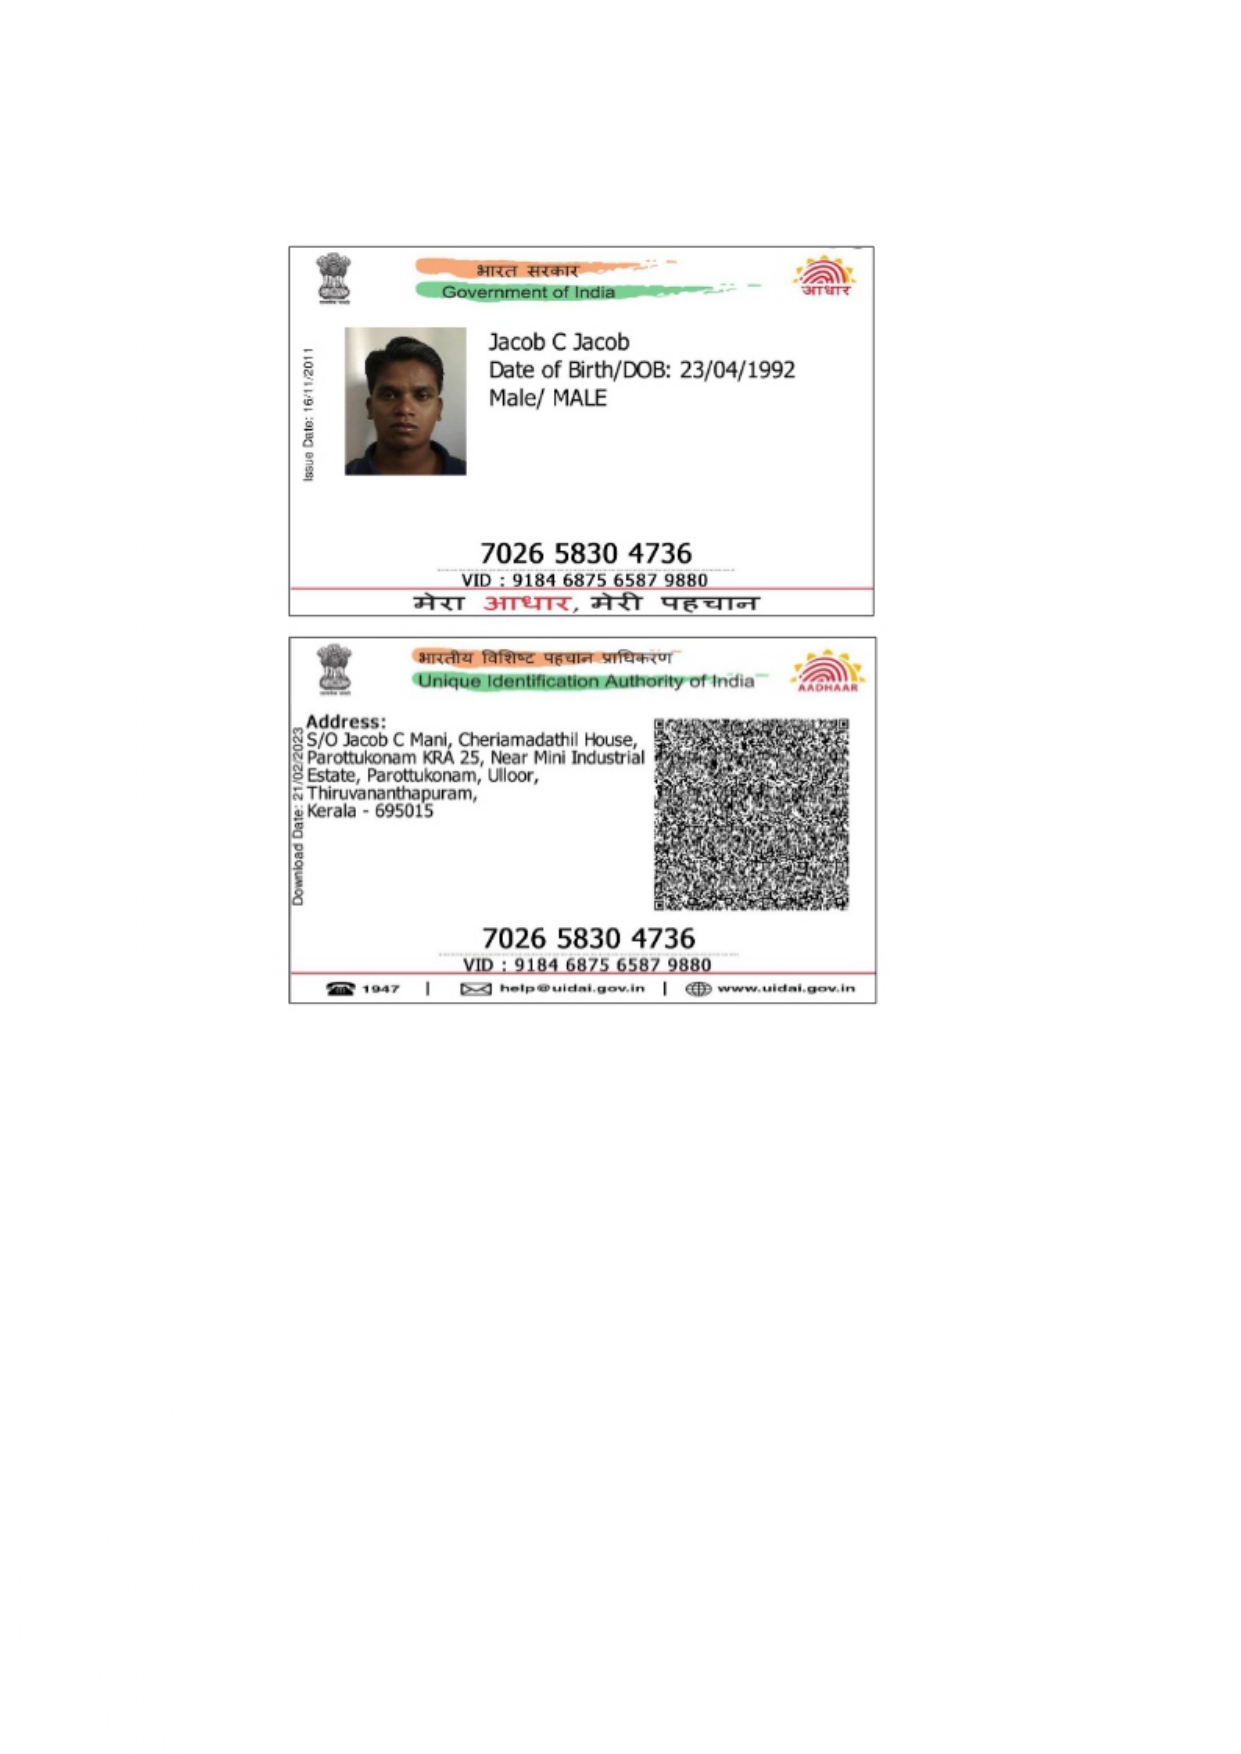 भारत सरकार
Government of India
आधार
Issue Date: 16/11/2011
Jacob C Jacob
Date of Birth/DOB: 23/04/1992
Male/ MALE
7026 5830 4736
VID : 9184 6875 6587 9880
मेरा आधार, मेरी पहचान
भारतीय विशिष्ट पहचान प्राधिकरण
Unique Identification Authority of India
AADHAAR
Download Date: 21/02/2023
Address:
S/O Jacob C Mani, Cheriamadathil House,
Parottukonam KRA 25, Near Mini Industrial
Estate, Parottukonam, Ulloor,
Thiruvananthapuram,
Kerala - 695015
7026 5830 4736
VID : 9184 6875 6587 9880
1947 | help@uidai.gov.in | www.uidai.gov.in